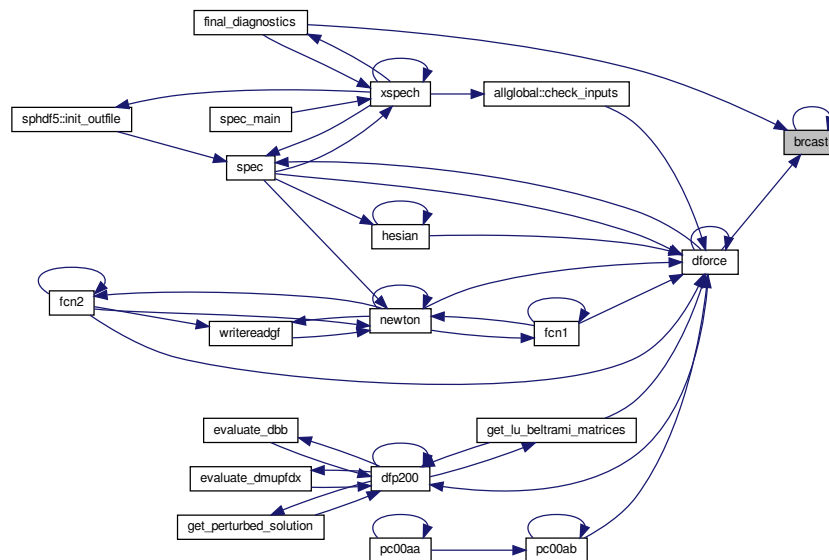 final_diagnostics
xspech
allglobal::check_inputs
sphdf5::init_outfile
spec_main
brcast
spec
hesian
dforce
fcn2
newton
writereadgf
fcn1
evaluate_dbb
get_lu_beltrami_matrices
dfp200
evaluate_dmupfdx
get_perturbed_solution
pc00aa
pc00ab